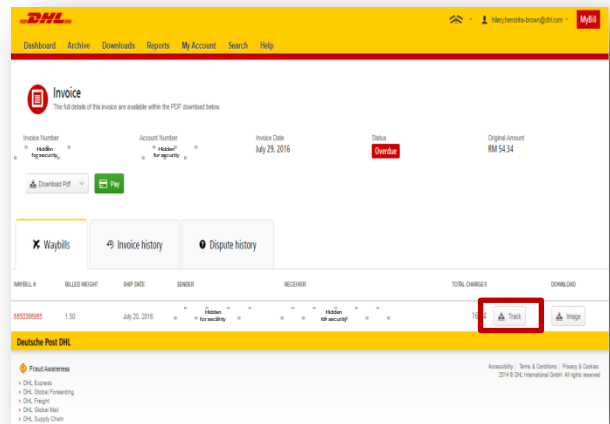 DHL
hilary.hendriks-brown@dhl.com
MyBill
Dashboard Archive Downloads Reports My Account Search Help
Invoice
The full details of this invoice are available within the PDF download below.
Invoice Number Account Number Invoice Date Status Original Amount
Hidden for security Hidden for security July 29, 2016 Overdue RM 54.34
Download Pdf Pay
Waybills Invoice history Dispute history
WAYBILL # BILLED WEIGHT SHIP DATE SENDER RECEIVER TOTAL CHARGES DOWNLOAD
1.50 July 20, 2016 Hidden for security Hidden for security Track Image
Deutsche Post DHL
Fraud Awareness
DHL Express
DHL Global Forwarding
DHL Freight
DHL Global Mail
DHL Supply Chain
Accessibility | Terms & Conditions | Privacy & Cookies
2014 © DHL International GmbH. All rights reserved